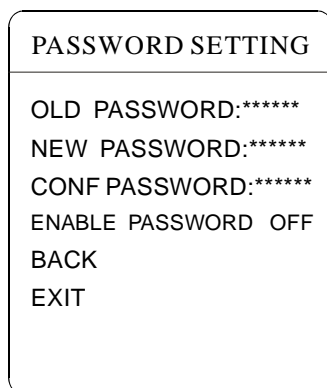 PASSWORD SETTING
OLD PASSWORD:******
NEW PASSWORD:******
CONF PASSWORD:******
ENABLE PASSWORD OFF
BACK
EXIT